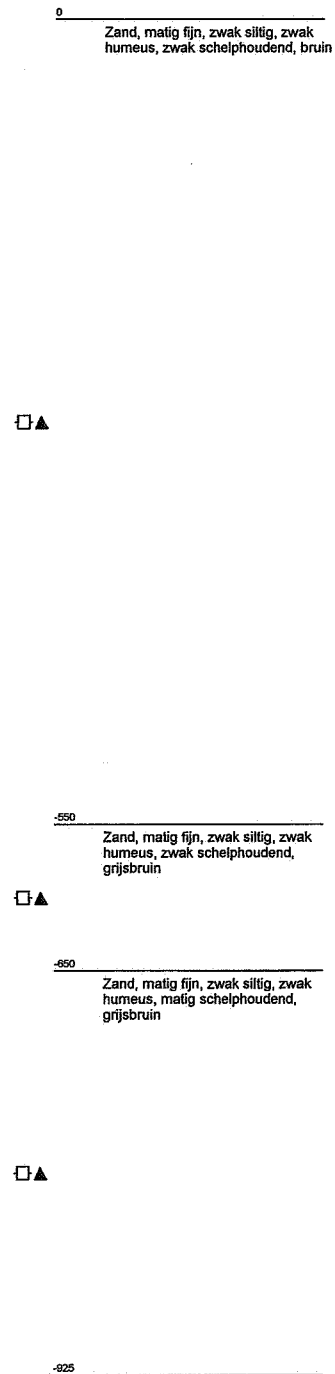 0
Zand, matig fijn, zwak siltig, zwak
humeus, zwak schelphoudend, bruin
-550
Zand, matig fijn, zwak siltig, zwak
humeus, zwak schelphoudend,
grijsbruin
-650
Zand, matig fijn, zwak siltig, zwak
humeus, matig schelphoudend,
grijsbruin
-925